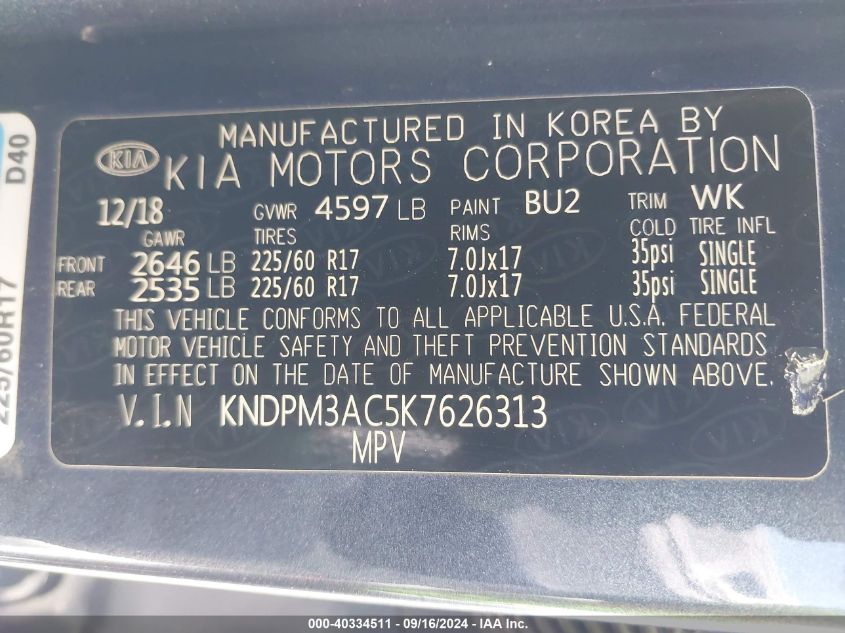 MANUFACTURED IN KOREA BY
KIA KIA MOTORS CORPORATION
12/18 GVWR 4597 LB PAINT BU2 TRIM WK
GAWR TIRES RIMS COLD TIRE INFL
FRONT 2646 LB 225/60 R17 7.0Jx17 35psi SINGLE
REAR 2535 LB 225/60 R17 7.0Jx17 35psi SINGLE
THIS VEHICLE CONFORMS TO ALL APPLICABLE U.S.A. FEDERAL
MOTOR VEHICLE SAFETY AND THEFT PREVENTION STANDARDS
IN EFFECT ON THE DATE OF MANUFACTURE SHOWN ABOVE.
V.I.N KNDPM3AC5K7626313
MPV
D40
225/60R17
000-40334511 - 09/16/2024 - IAA Inc.